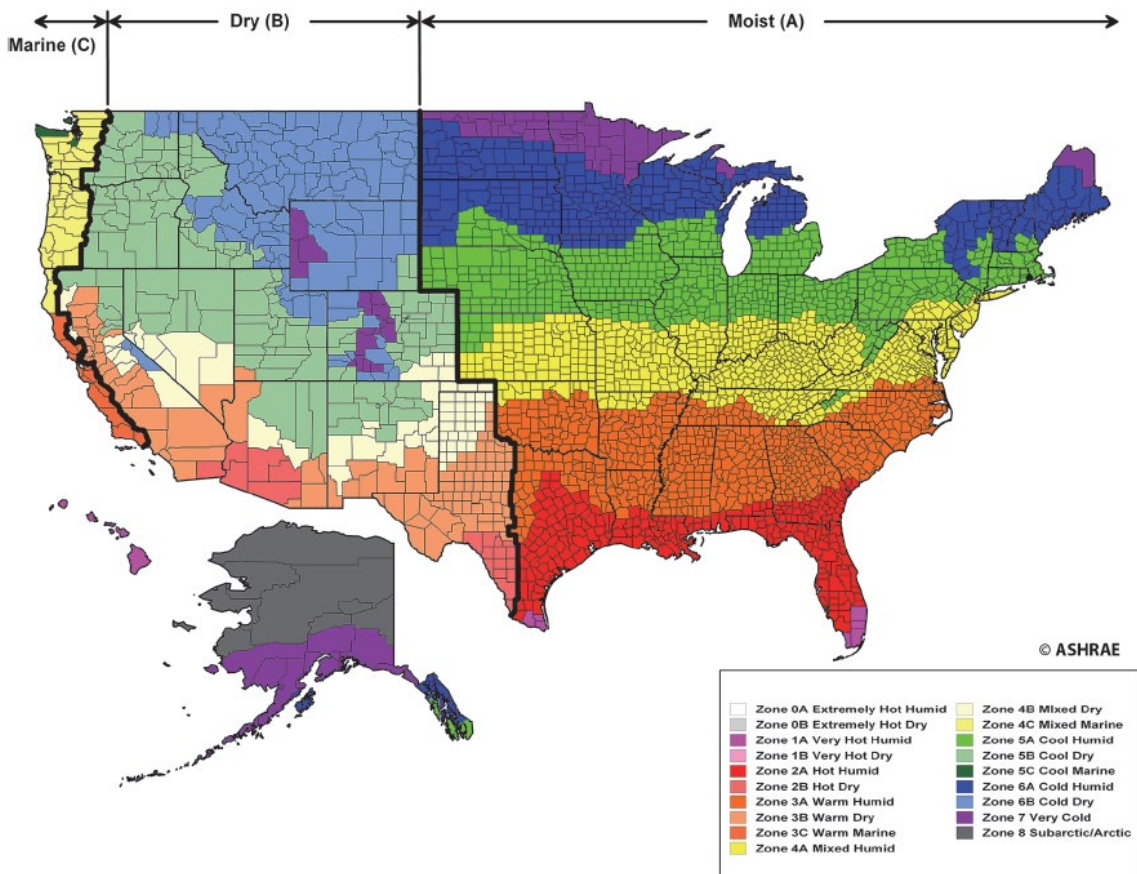 Dry (B)
Moist (A)
Marine (C)
© ASHRAE
Zone 0A Extremely Hot Humid
Zone 0B Extremely Hot Dry
Zone 1A Very Hot Humid
Zone 1B Very Hot Dry
Zone 2A Hot Humid
Zone 2B Hot Dry
Zone 3A Warm Humid
Zone 3B Warm Dry
Zone 3C Warm Marine
Zone 4A Mixed Humid
Zone 4B MIxed Dry
Zone 4C Mixed Marine
Zone 5A Cool Humid
Zone 5B Cool Dry
Zone 5C Cool Marine
Zone 6A Cold Humid
Zone 6B Cold Dry
Zone 7 Very Cold
Zone 8 Subarctic/Arctic